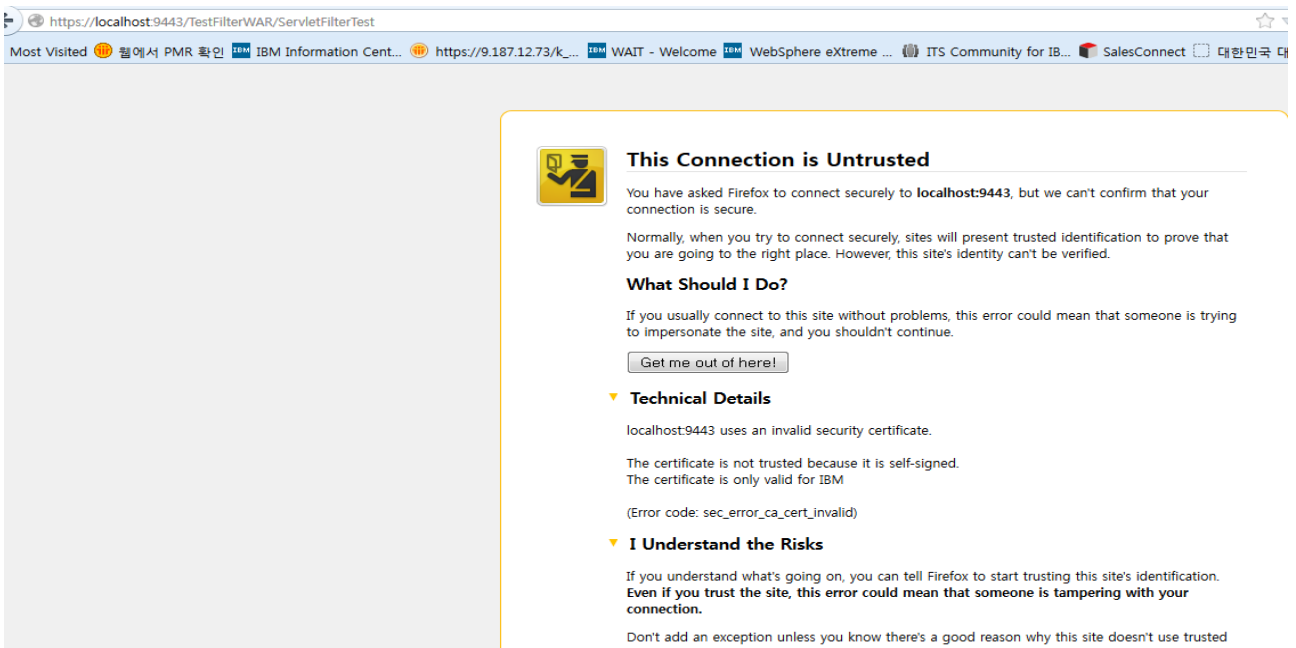 https://localhost:9443/TestFilterWAR/ServletFilterTest
Most Visited 웹에서 PMR 확인 IBM IBM Information Cent... https://9.187.12.73/k_... IBM WAIT - Welcome IBM WebSphere eXtreme ... ITS Community for IB... SalesConnect 대한민국 대
This Connection is Untrusted
You have asked Firefox to connect securely to localhost:9443, but we can't confirm that your
connection is secure.
Normally, when you try to connect securely, sites will present trusted identification to prove that
you are going to the right place. However, this site's identity can't be verified.
What Should I Do?
If you usually connect to this site without problems, this error could mean that someone is trying
to impersonate the site, and you shouldn't continue.
Get me out of here!
Technical Details
localhost:9443 uses an invalid security certificate.
The certificate is not trusted because it is self-signed.
The certificate is only valid for IBM
(Error code: sec_error_ca_cert_invalid)
I Understand the Risks
If you understand what's going on, you can tell Firefox to start trusting this site's identification.
Even if you trust the site, this error could mean that someone is tampering with your
connection.
Don't add an exception unless you know there's a good reason why this site doesn't use trusted